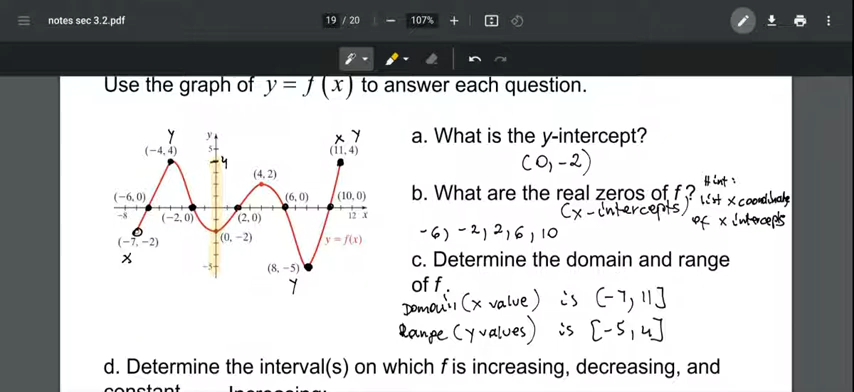 notes sec 3.2.pdf
19 / 20
107%
Use the graph of y = f (x) to answer each question.
Y
(−4, 4)
y
5
4
X Y
(11, 4)
(4, 2)
(−6, 0)
(6, 0)
(10, 0)
−8
(−2, 0)
(2, 0)
12 x
(−7, −2)
(0, −2)
y = f(x)
X
−5
(8, −5)
Y
a. What is the y-intercept?
(0, −2)
b. What are the real zeros of f?
Hint:
list x coordinate
of x intercepts
(x-intercepts)
-6, -2, 2, 6, 10
c. Determine the domain and range
of f.
Domain (x value) is (-7, 11]
Range (y values) is [-5, 4]
d. Determine the interval(s) on which f is increasing, decreasing, and
constant. Increasing: